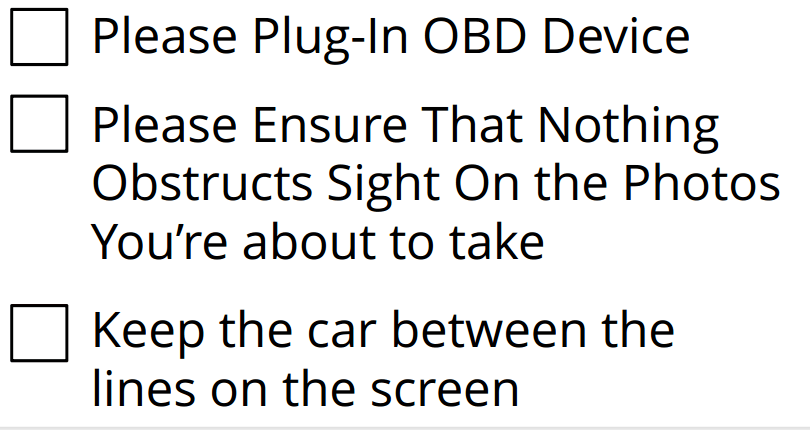 Please Plug-In OBD Device
Please Ensure That Nothing
Obstructs Sight On the Photos
You’re about to take
Keep the car between the
lines on the screen